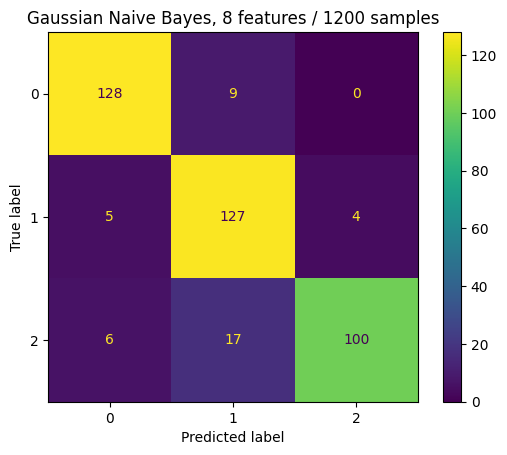 Gaussian Naive Bayes, 8 features / 1200 samples
0 128 9 0
1 5 127 4
2 6 17 100
0 1 2
Predicted label
True label
120
100
80
60
40
20
0